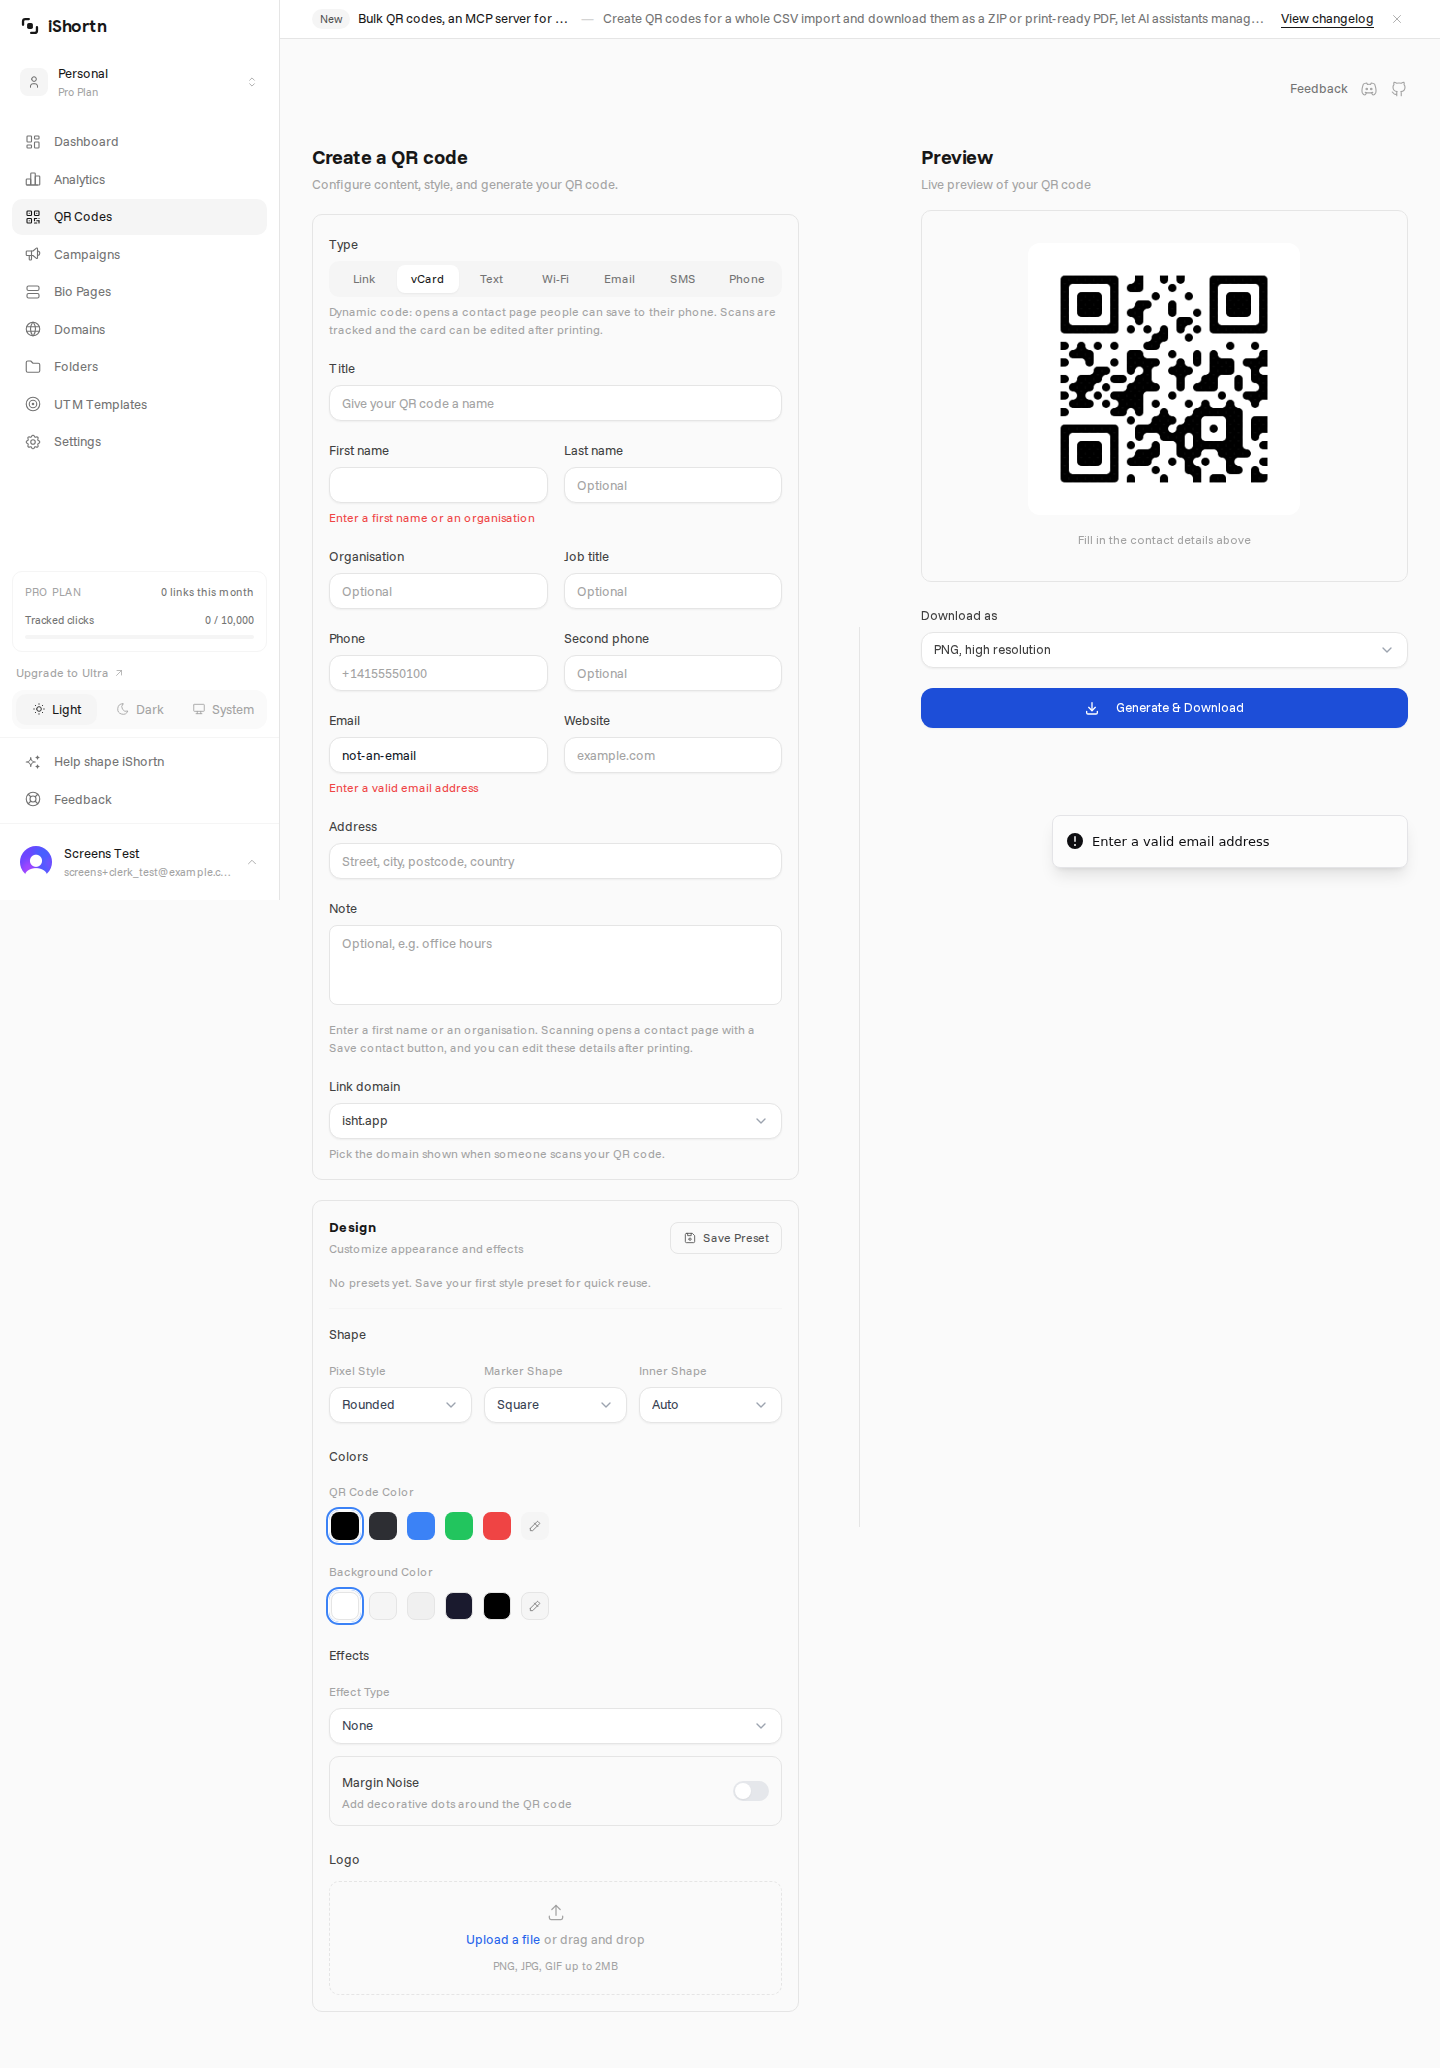 iShortn
Personal
Pro Plan
Dashboard
Analytics
QR Codes
Campaigns
Bio Pages
Domains
Folders
UTM Templates
Settings
PRO PLAN
0 links this month
Tracked clicks
0 / 10,000
Upgrade to Ultra
Light
Dark
System
Help shape iShortn
Feedback
Screens Test
screens+clerk_test@example.c...
New
Bulk QR codes, an MCP server for ...
— Create QR codes for a whole CSV import and download them as a ZIP or print-ready PDF, let AI assistants manag...
View changelog
Feedback
Create a QR code
Configure content, style, and generate your QR code.
Type
Link
vCard
Text
Wi-Fi
Email
SMS
Phone
Dynamic code: opens a contact page people can save to their phone. Scans are
tracked and the card can be edited after printing.
Title
Give your QR code a name
First name
Last name
Optional
Enter a first name or an organisation
Organisation
Job title
Optional
Optional
Phone
Second phone
+14155550100
Optional
Email
Website
not-an-email
example.com
Enter a valid email address
Address
Street, city, postcode, country
Note
Optional, e.g. office hours
Enter a first name or an organisation. Scanning opens a contact page with a
Save contact button, and you can edit these details after printing.
Link domain
isht.app
Pick the domain shown when someone scans your QR code.
Design
Customize appearance and effects
Save Preset
No presets yet. Save your first style preset for quick reuse.
Shape
Pixel Style
Marker Shape
Inner Shape
Rounded
Square
Auto
Colors
QR Code Color
Background Color
Effects
Effect Type
None
Margin Noise
Add decorative dots around the QR code
Logo
Upload a file or drag and drop
PNG, JPG, GIF up to 2MB
Preview
Live preview of your QR code
Fill in the contact details above
Download as
PNG, high resolution
Generate & Download
Enter a valid email address